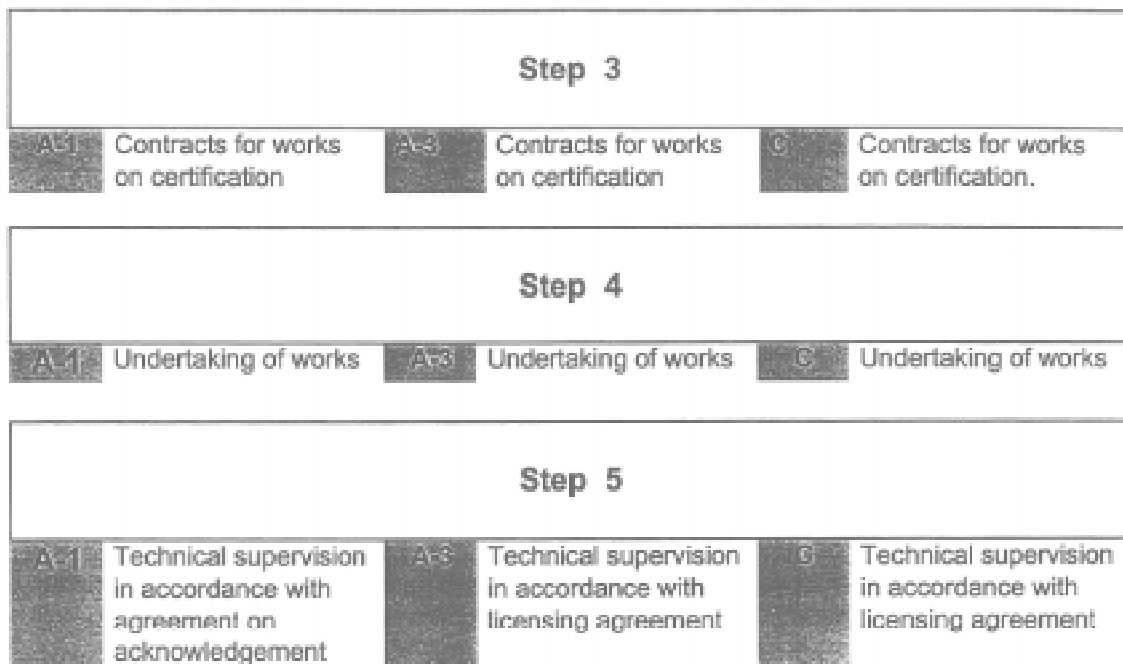 Step 3
A-1 Contracts for works
on certification
A-3 Contracts for works
on certification
C Contracts for works
on certification.
Step 4
A-1 Undertaking of works
A-3 Undertaking of works
C Undertaking of works
Step 5
A-1 Technical supervision
in accordance with
agreement on
acknowledgement
A-3 Technical supervision
in accordance with
licensing agreement
C Technical supervision
in accordance with
licensing agreement